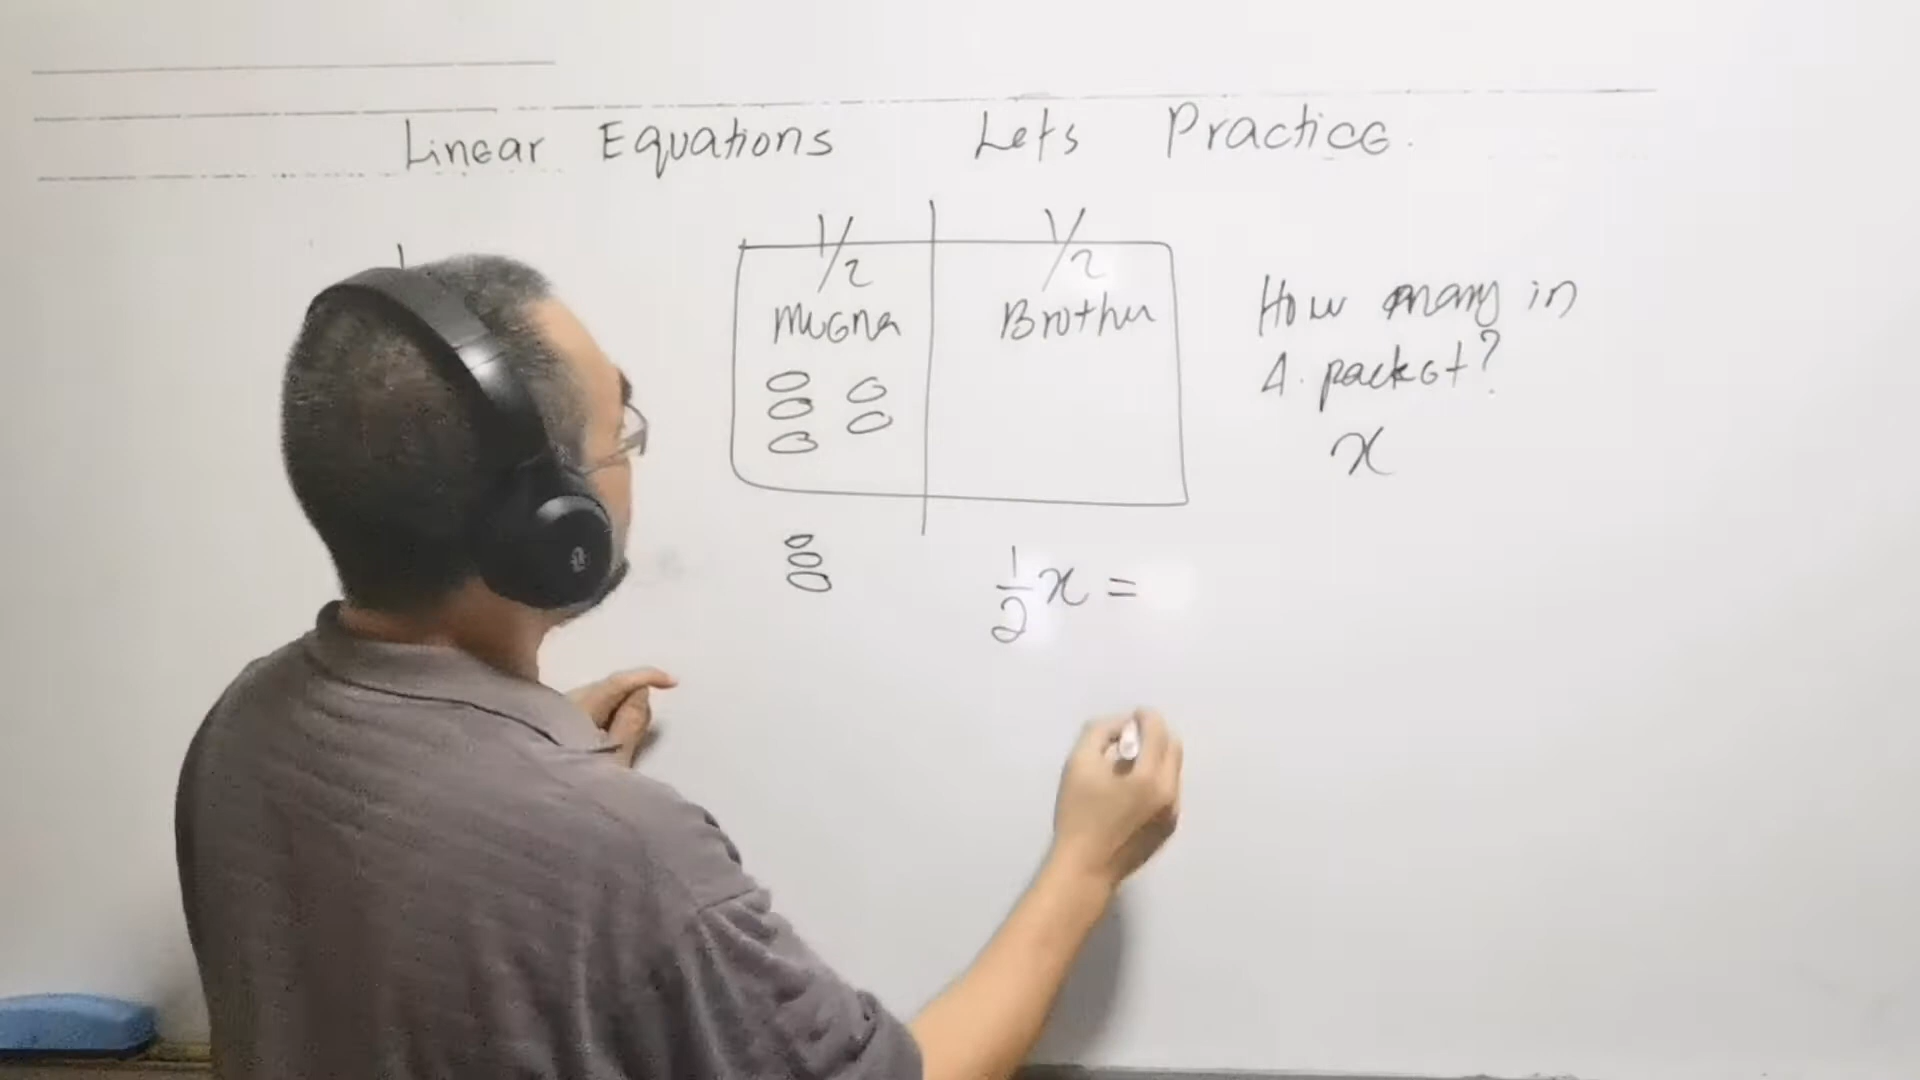 Linear Equations Lets Practice.
1/2 1/2
Mugna Brother
How many in
A. packet?
x
1/2 x =